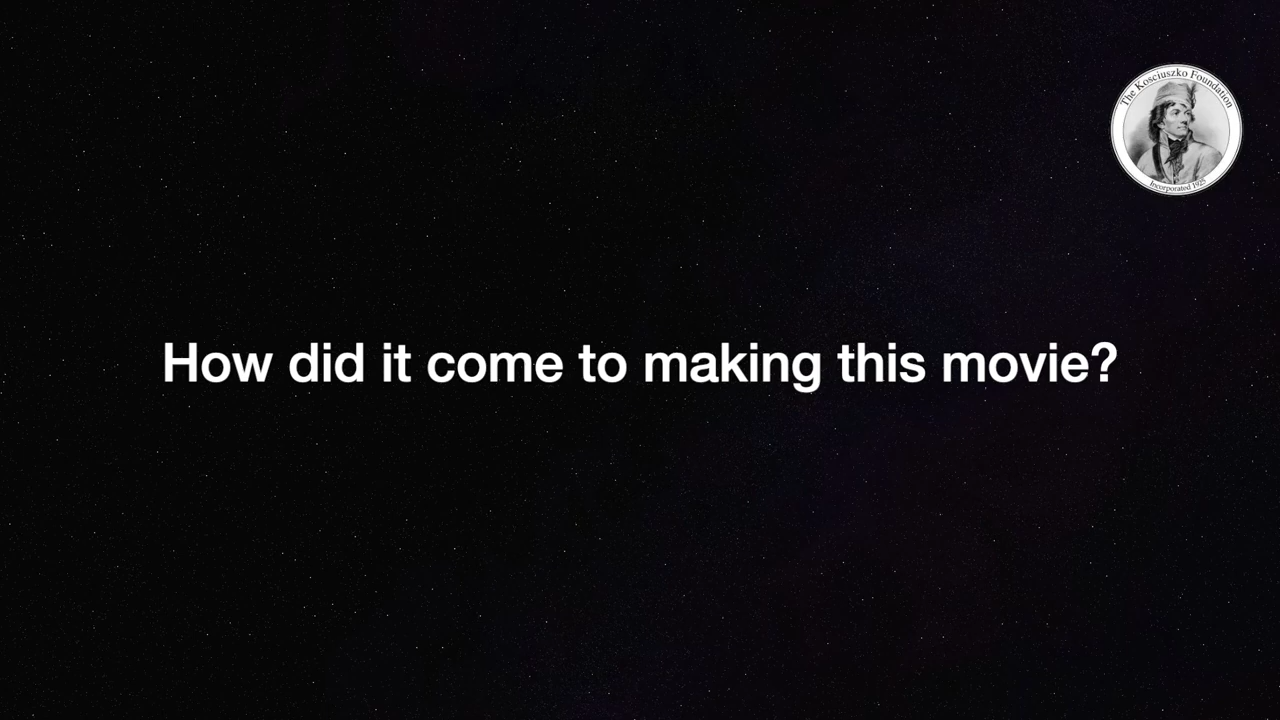 The Kosciuszko Foundation
How did it come to making this movie?
Incorporated 1925